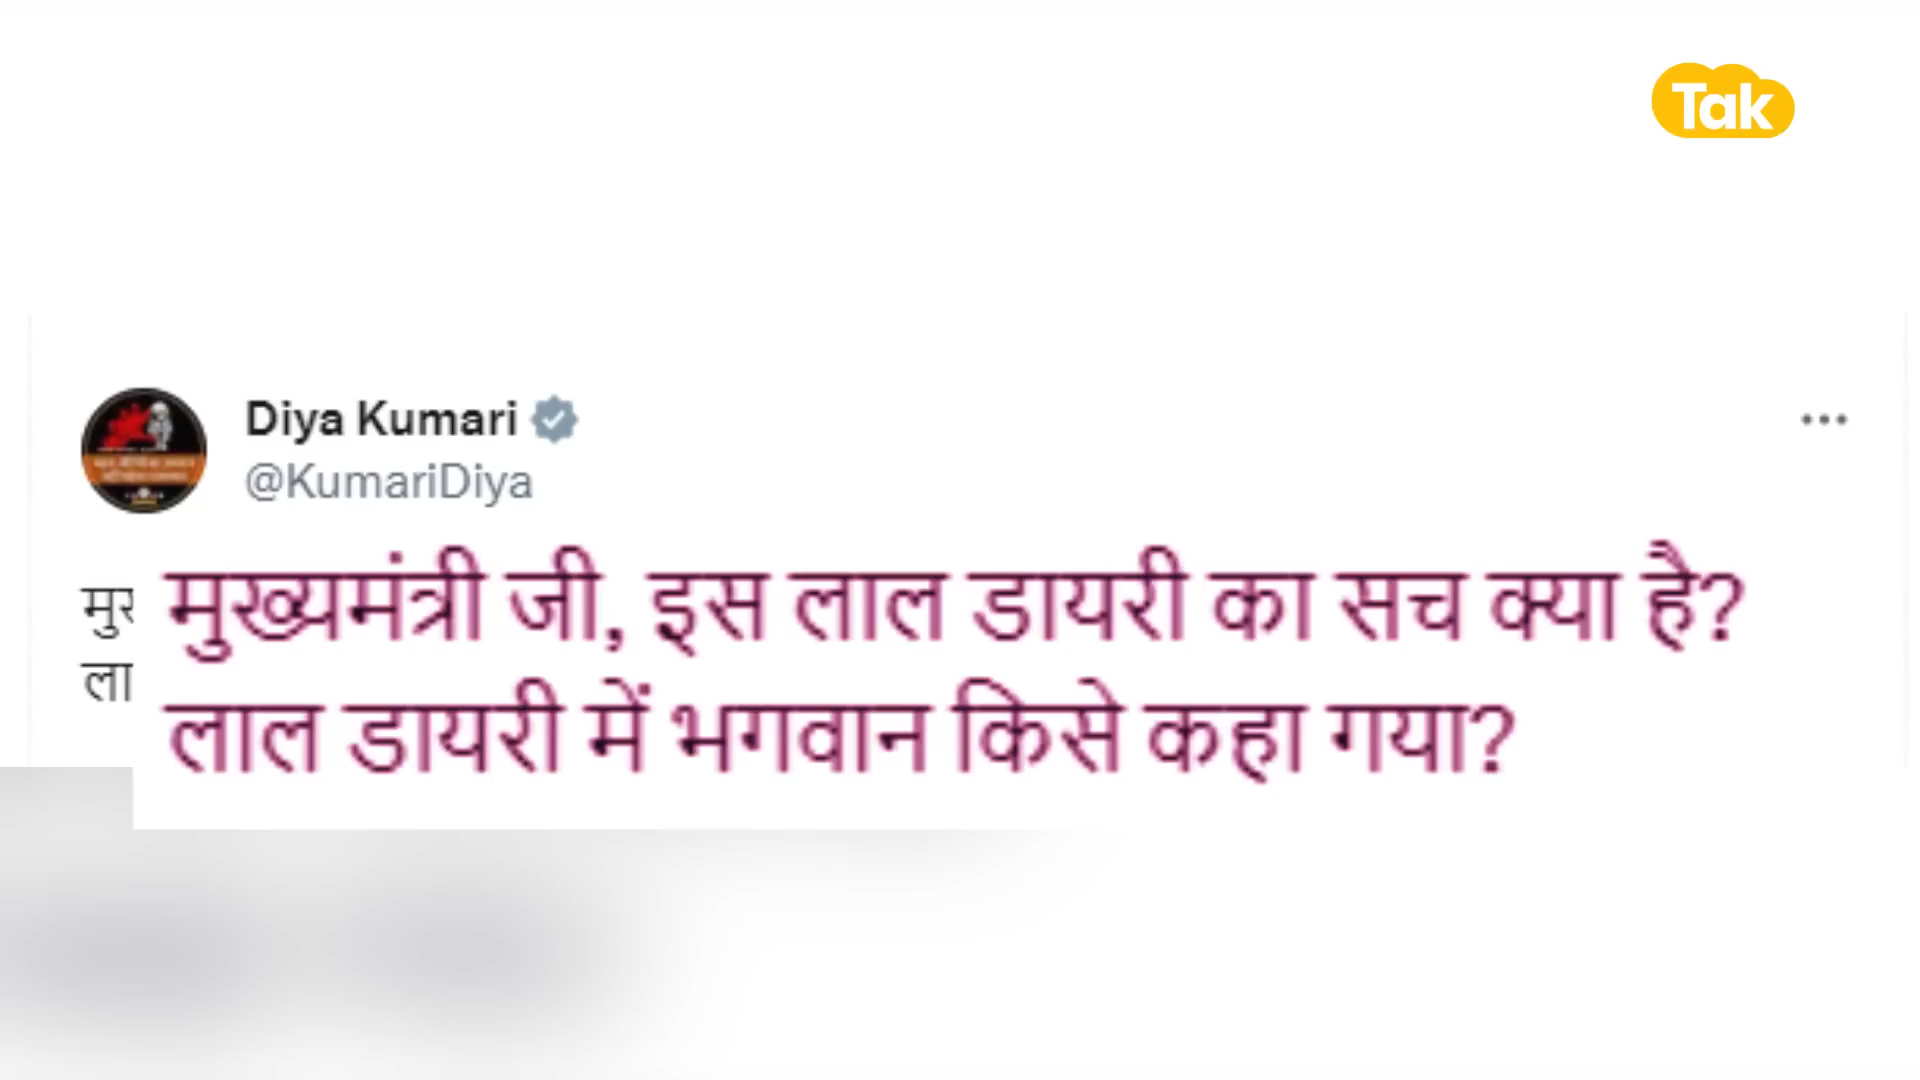 Tak
Diya Kumari
@KumariDiya
मुख्यमंत्री जी, इस लाल डायरी का सच क्या है?
लाल डायरी में भगवान किसे कहा गया?